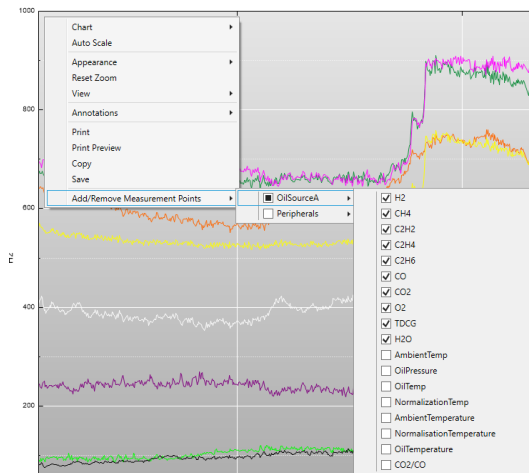 Chart
Auto Scale
Appearance
Reset Zoom
View
Annotations
Print
Print Preview
Copy
Save
Add/Remove Measurement Points
OilSourceA
Peripherals
H2
CH4
C2H2
C2H4
C2H6
CO
CO2
O2
TDCG
H2O
AmbientTemp
OilPressure
OilTemp
NormalizationTemp
AmbientTemperature
NormalisationTemperature
OilTemperature
CO2/CO
1000
800
600
400
200
H2